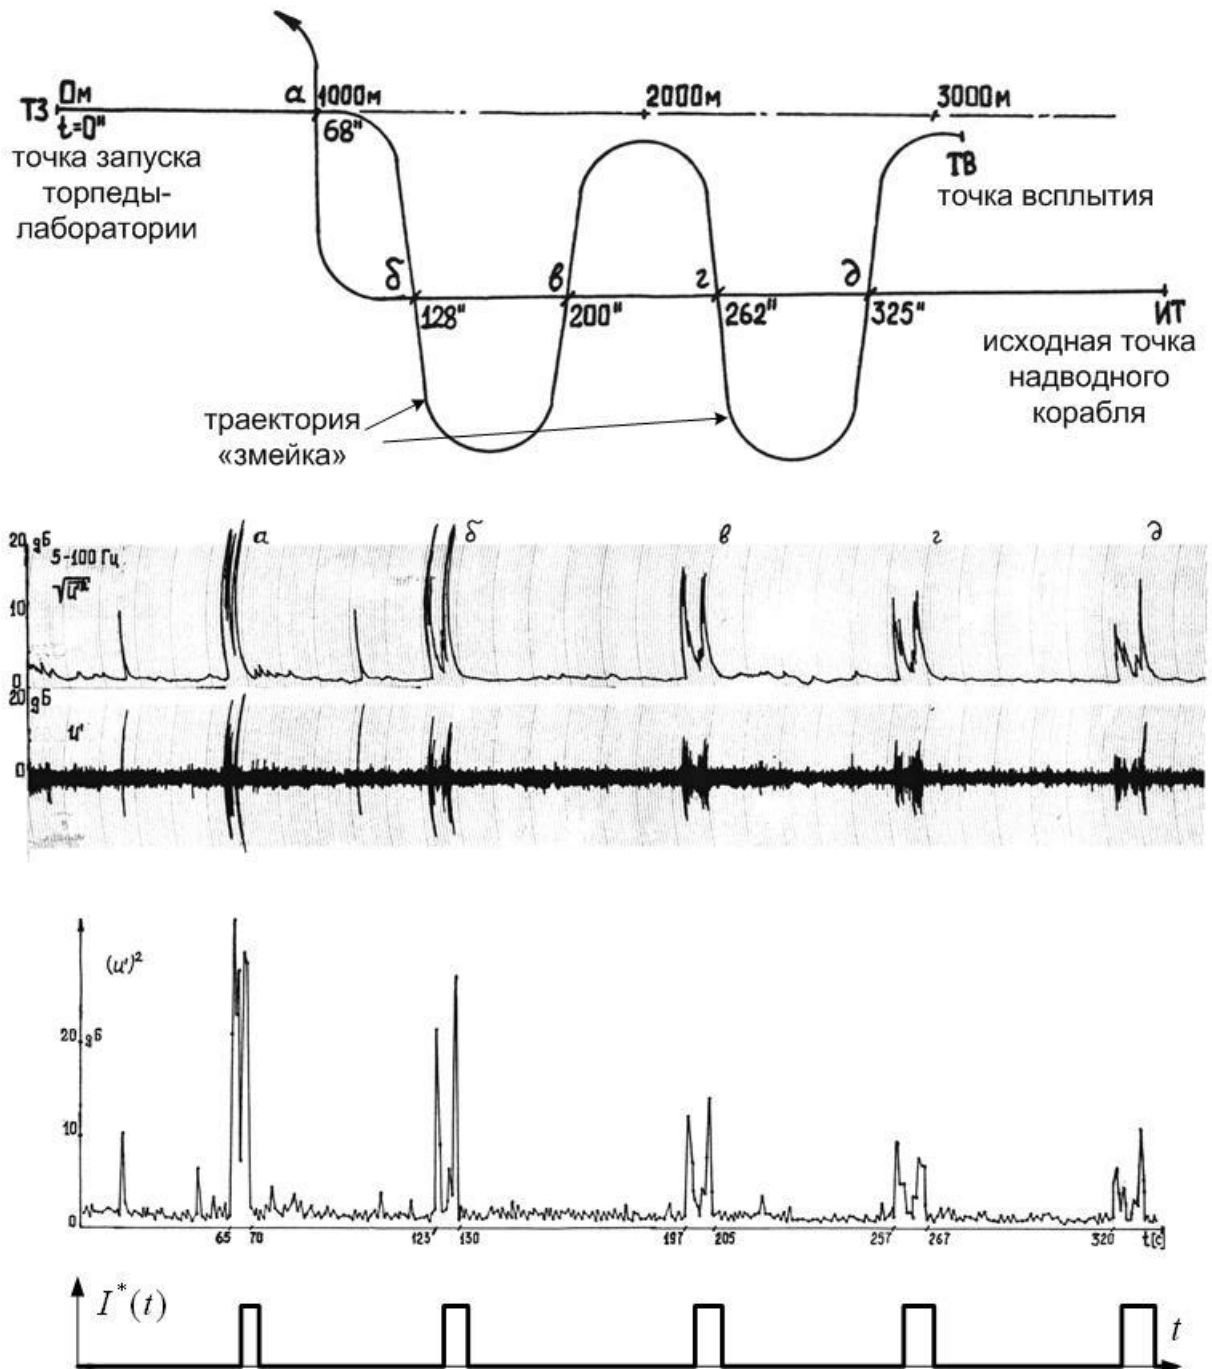 ТЗ
0м
t=0"
точка запуска
торпеды-
лаборатории
а
1000м
68"
2000м
3000м
ТВ
точка всплытия
б
128"
в
200"
г
262"
д
325"
ИТ
исходная точка
надводного
корабля
траектория
«змейка»
20 дБ
5-100 Гц
√u'²
10
0
а
б
в
г
д
20 дБ
u'
0
(u')²
20 дБ
10
0
65
70
123
130
197
205
257
267
320
t[c]
I*(t)
t